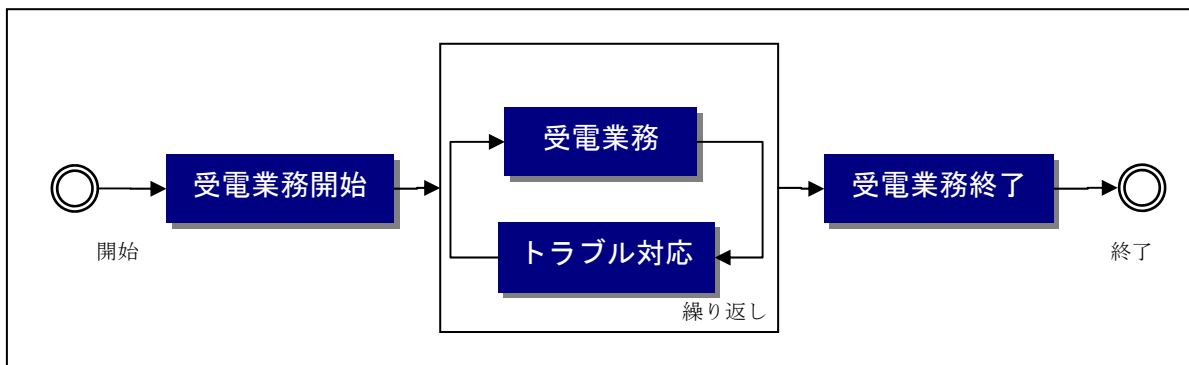 開始
受電業務開始
受電業務
トラブル対応
繰り返し
受電業務終了
終了